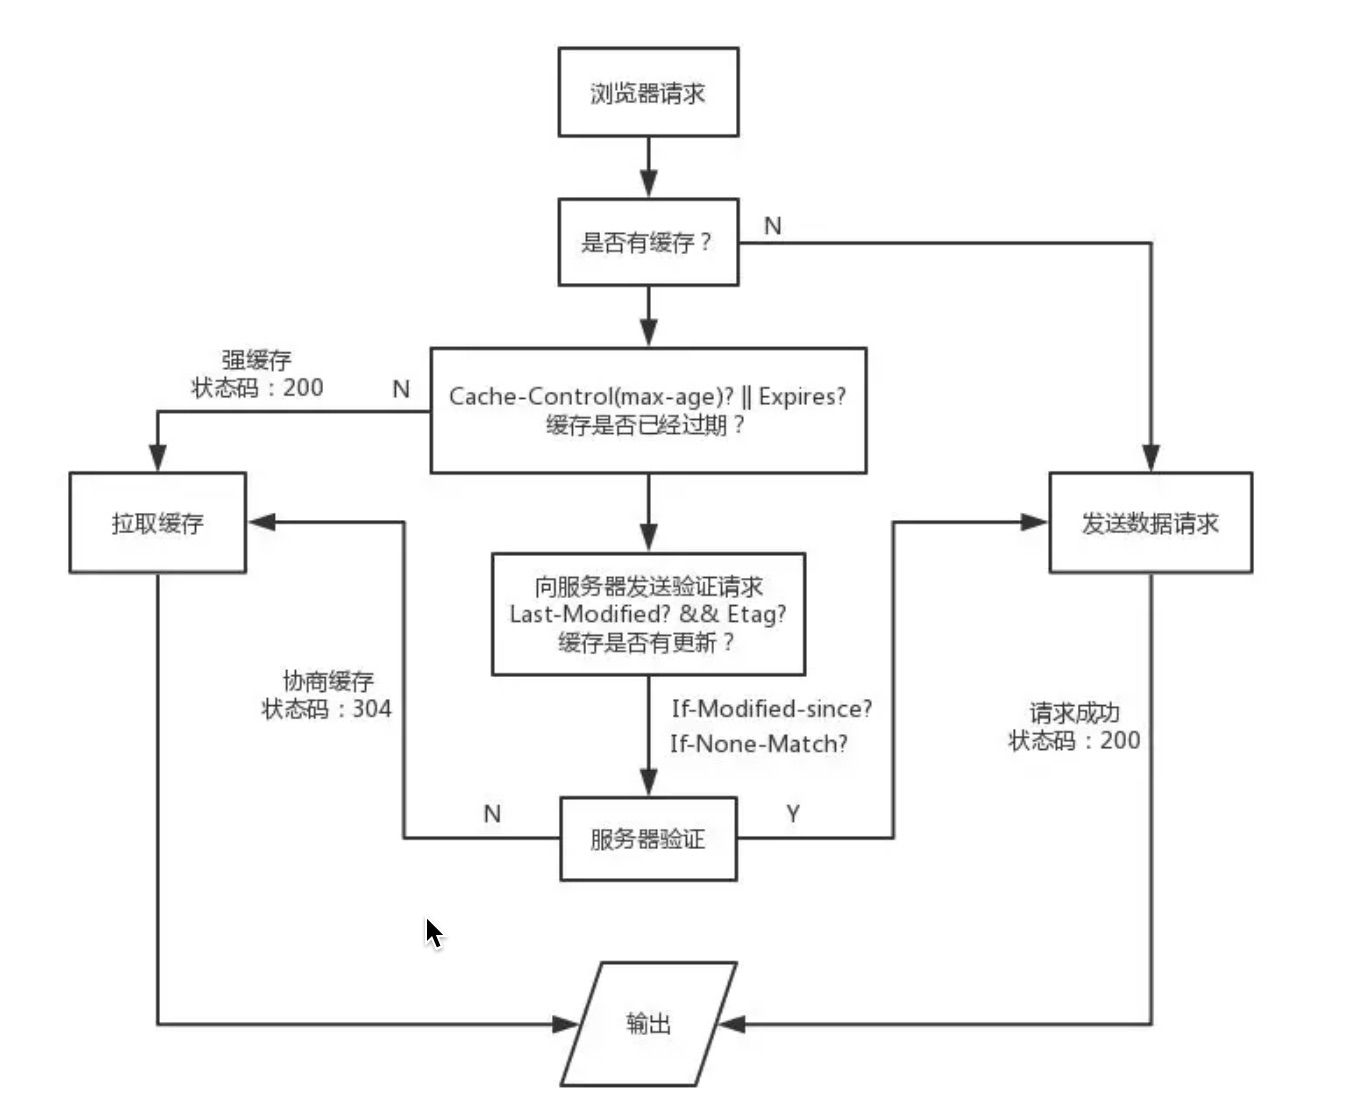 浏览器请求
是否有缓存？
N
强缓存
状态码：200
N
Cache-Control(max-age)? || Expires?
缓存是否已经过期？
拉取缓存
发送数据请求
向服务器发送验证请求
Last-Modified? && Etag?
缓存是否有更新？
协商缓存
状态码：304
If-Modified-since?
If-None-Match?
请求成功
状态码：200
N
Y
服务器验证
输出